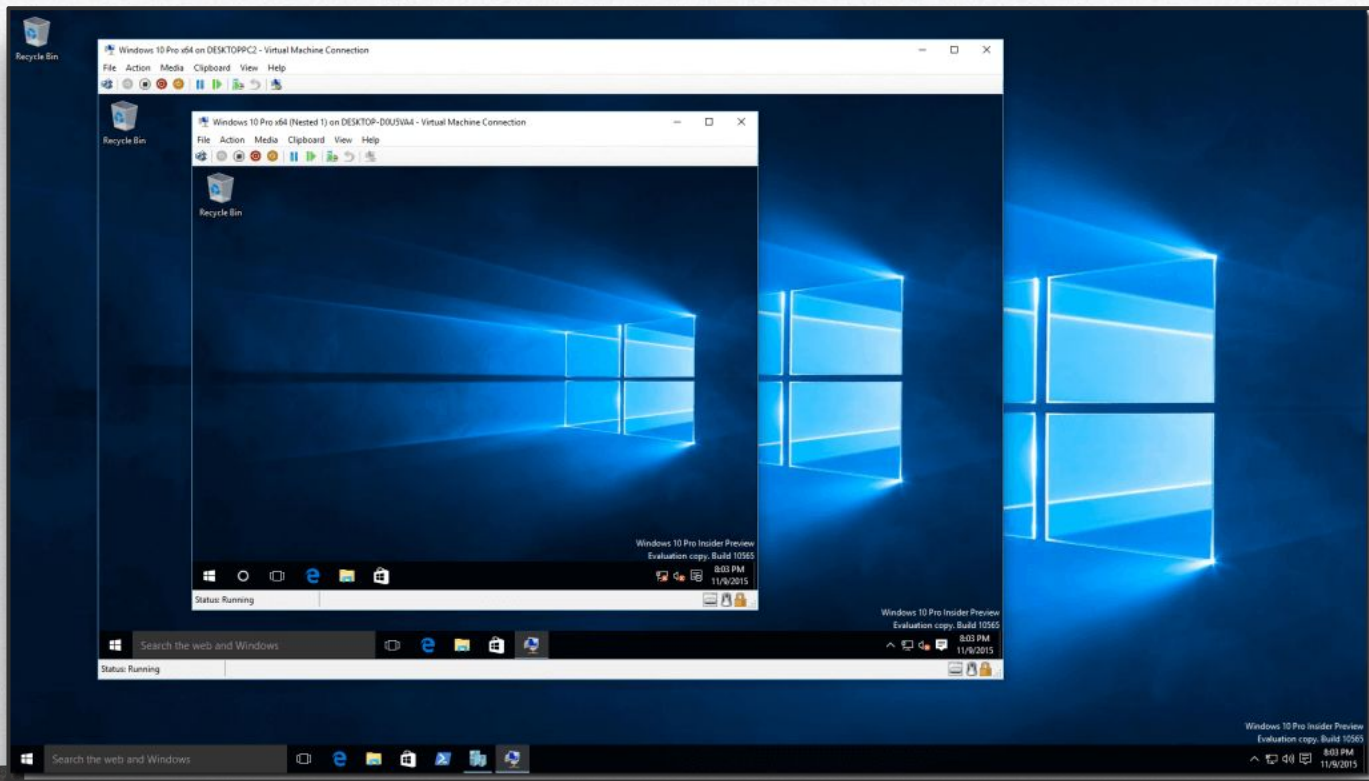 Recycle Bin
Windows 10 Pro x64 on DESKTOPPC2 - Virtual Machine Connection
File Action Media Clipboard View Help
Recycle Bin
Windows 10 Pro x64 (Nested 1) on DESKTOP-D0U5VA4 - Virtual Machine Connection
File Action Media Clipboard View Help
Recycle Bin
Windows 10 Pro Insider Preview
Evaluation copy. Build 10565
8:03 PM
11/9/2015
Status: Running
Windows 10 Pro Insider Preview
Evaluation copy. Build 10565
Search the web and Windows
8:03 PM
11/9/2015
Status: Running
Windows 10 Pro Insider Preview
Evaluation copy. Build 10565
Search the web and Windows
8:03 PM
11/9/2015